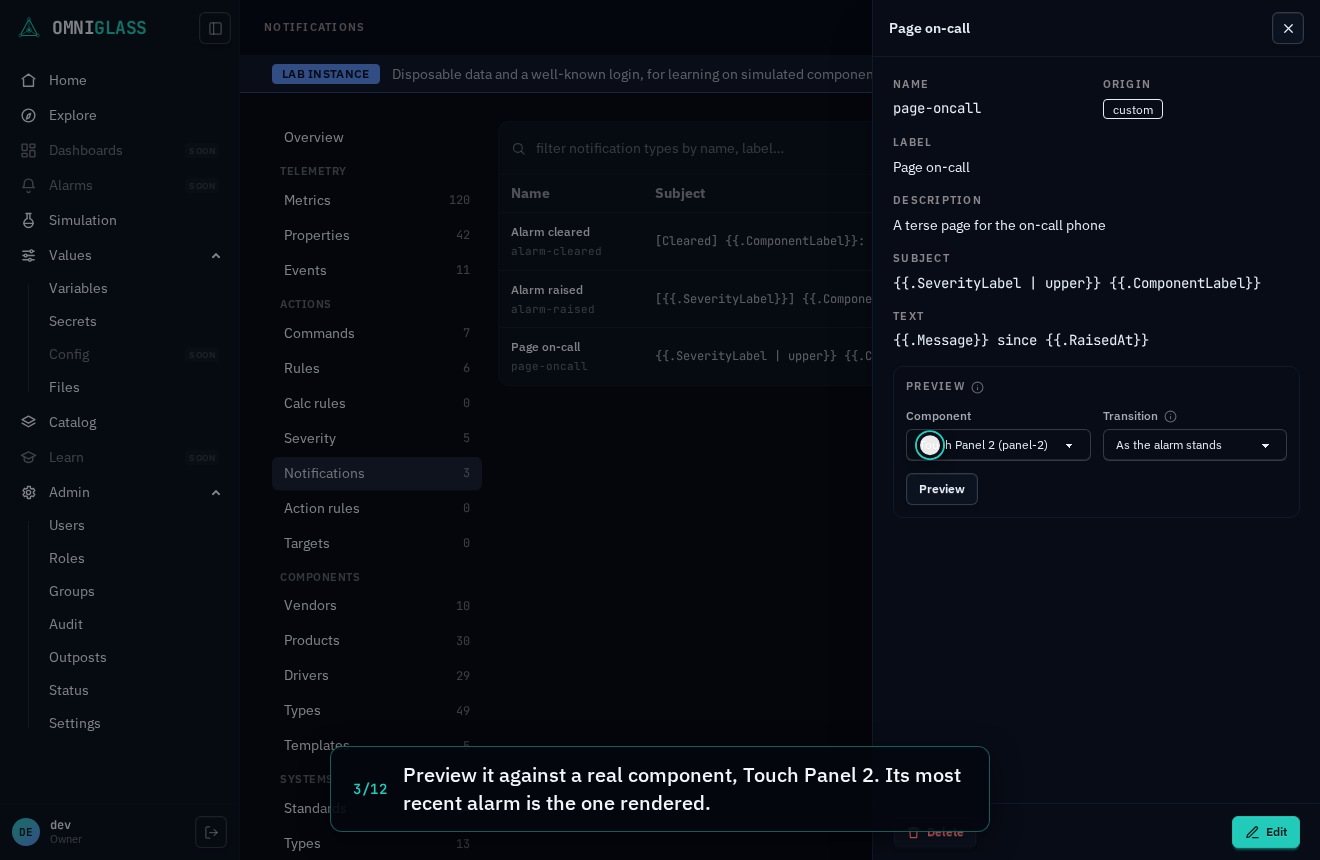 OMNIGLASS
Home
Explore
Dashboards SOON
Alarms SOON
Simulation
Values
Variables
Secrets
Config SOON
Files
Catalog
Learn SOON
Admin
Users
Roles
Groups
Audit
Outposts
Status
Settings
DE dev
Owner
NOTIFICATIONS
LAB INSTANCE Disposable data and a well-known login, for learning on simulated componen
Overview
TELEMETRY
Metrics 120
Properties 42
Events 11
ACTIONS
Commands 7
Rules 6
Calc rules 0
Severity 5
Notifications 3
Action rules 0
Targets 0
COMPONENTS
Vendors 10
Products 30
Drivers 29
Types 49
Templates 5
SYSTEMS
Standards
Types 13
filter notification types by name, label...
Name Subject
Alarm cleared
alarm-cleared
[Cleared] {{.ComponentLabel}}:
Alarm raised
alarm-raised
[{{.SeverityLabel}}] {{.Compone
Page on-call
page-oncall
{{.SeverityLabel | upper}} {{.C
Page on-call
NAME ORIGIN
page-oncall custom
LABEL
Page on-call
DESCRIPTION
A terse page for the on-call phone
SUBJECT
{{.SeverityLabel | upper}} {{.ComponentLabel}}
TEXT
{{.Message}} since {{.RaisedAt}}
PREVIEW
Component Transition
Touch Panel 2 (panel-2) As the alarm stands
Preview
3/12 Preview it against a real component, Touch Panel 2. Its most
recent alarm is the one rendered.
Delete Edit